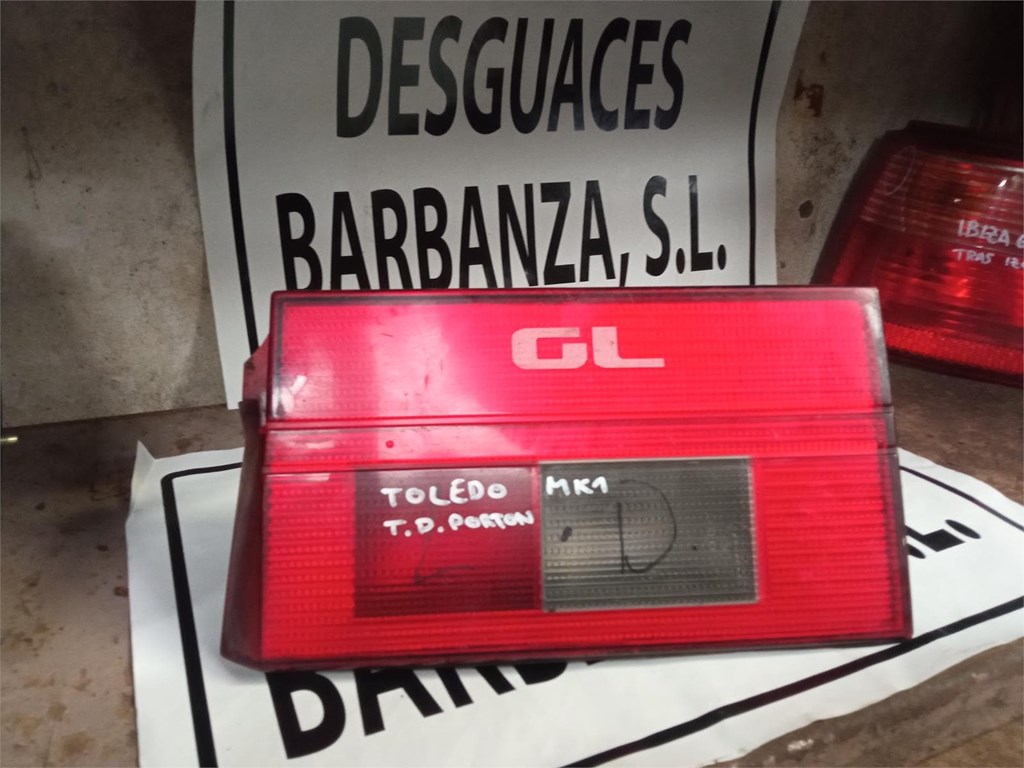 DESGUACES
BARBANZA, S.L.
GL
TOLEDO MK1
T.D. PORTON
D
IBIZA
TRAS